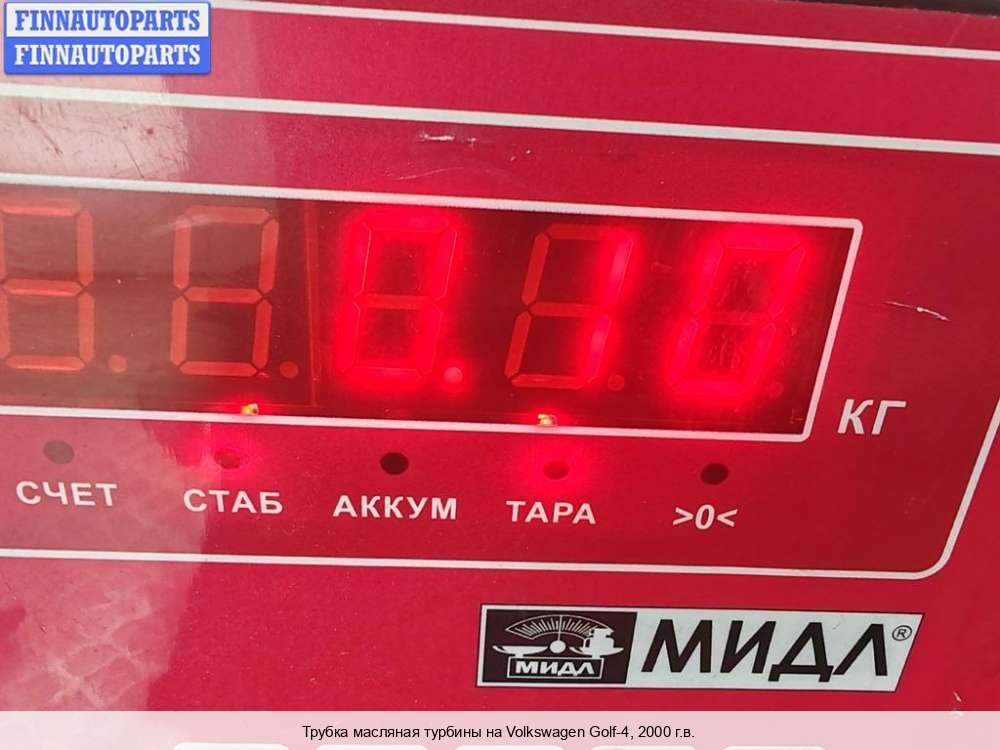 FINNAUTOPARTS
FINNAUTOPARTS
0.10
КГ
СЧЕТ СТАБ АККУМ ТАРА >0<
МИДЛ МИДЛ®
Трубка масляная турбины на Volkswagen Golf-4, 2000 г.в.